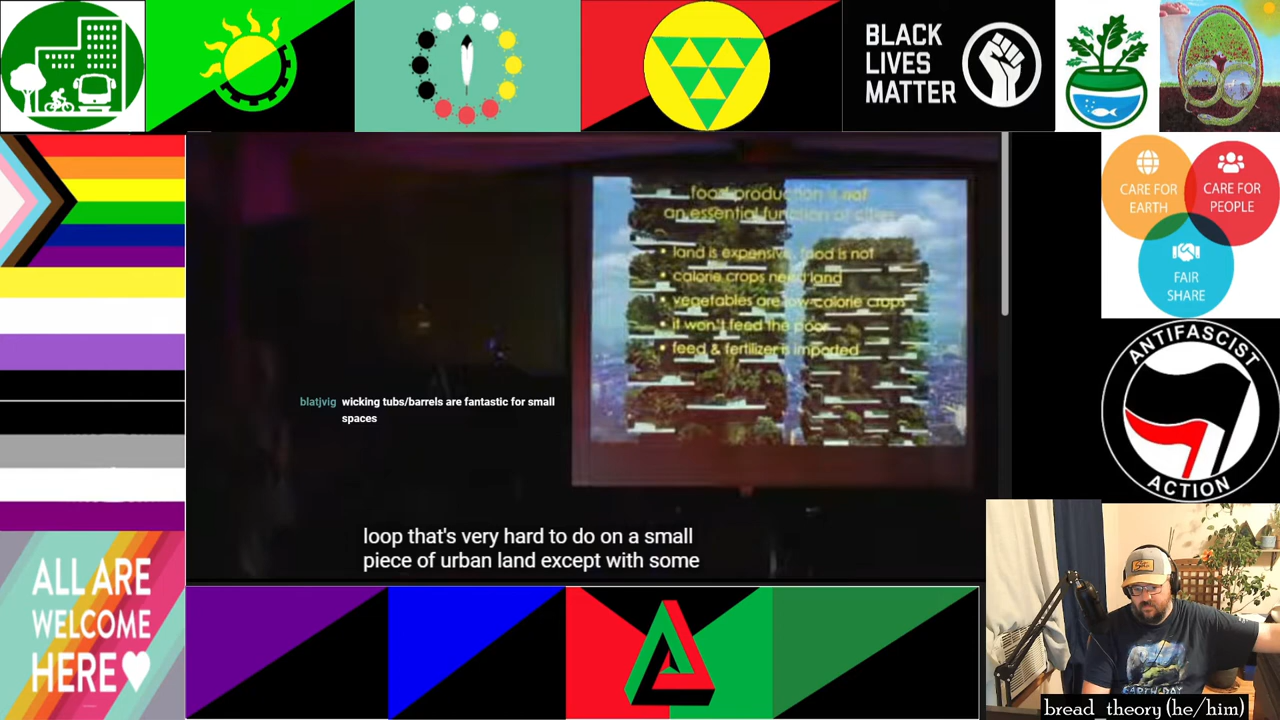 BLACK
LIVES
MATTER
CARE FOR
EARTH
CARE FOR
PEOPLE
FAIR
SHARE
food production is not
an essential function of cities
• land is expensive, food is not
• calorie crops need land
• vegetables are low-calorie crops
• it won't feed the poor
• feed & fertilizer is imported
blatjvig wicking tubs/barrels are fantastic for small
spaces
ANTIFASCIST
ACTION
loop that's very hard to do on a small
piece of urban land except with some
ALL ARE
WELCOME
HERE
EARTH DAY
bread_theory (he/him)